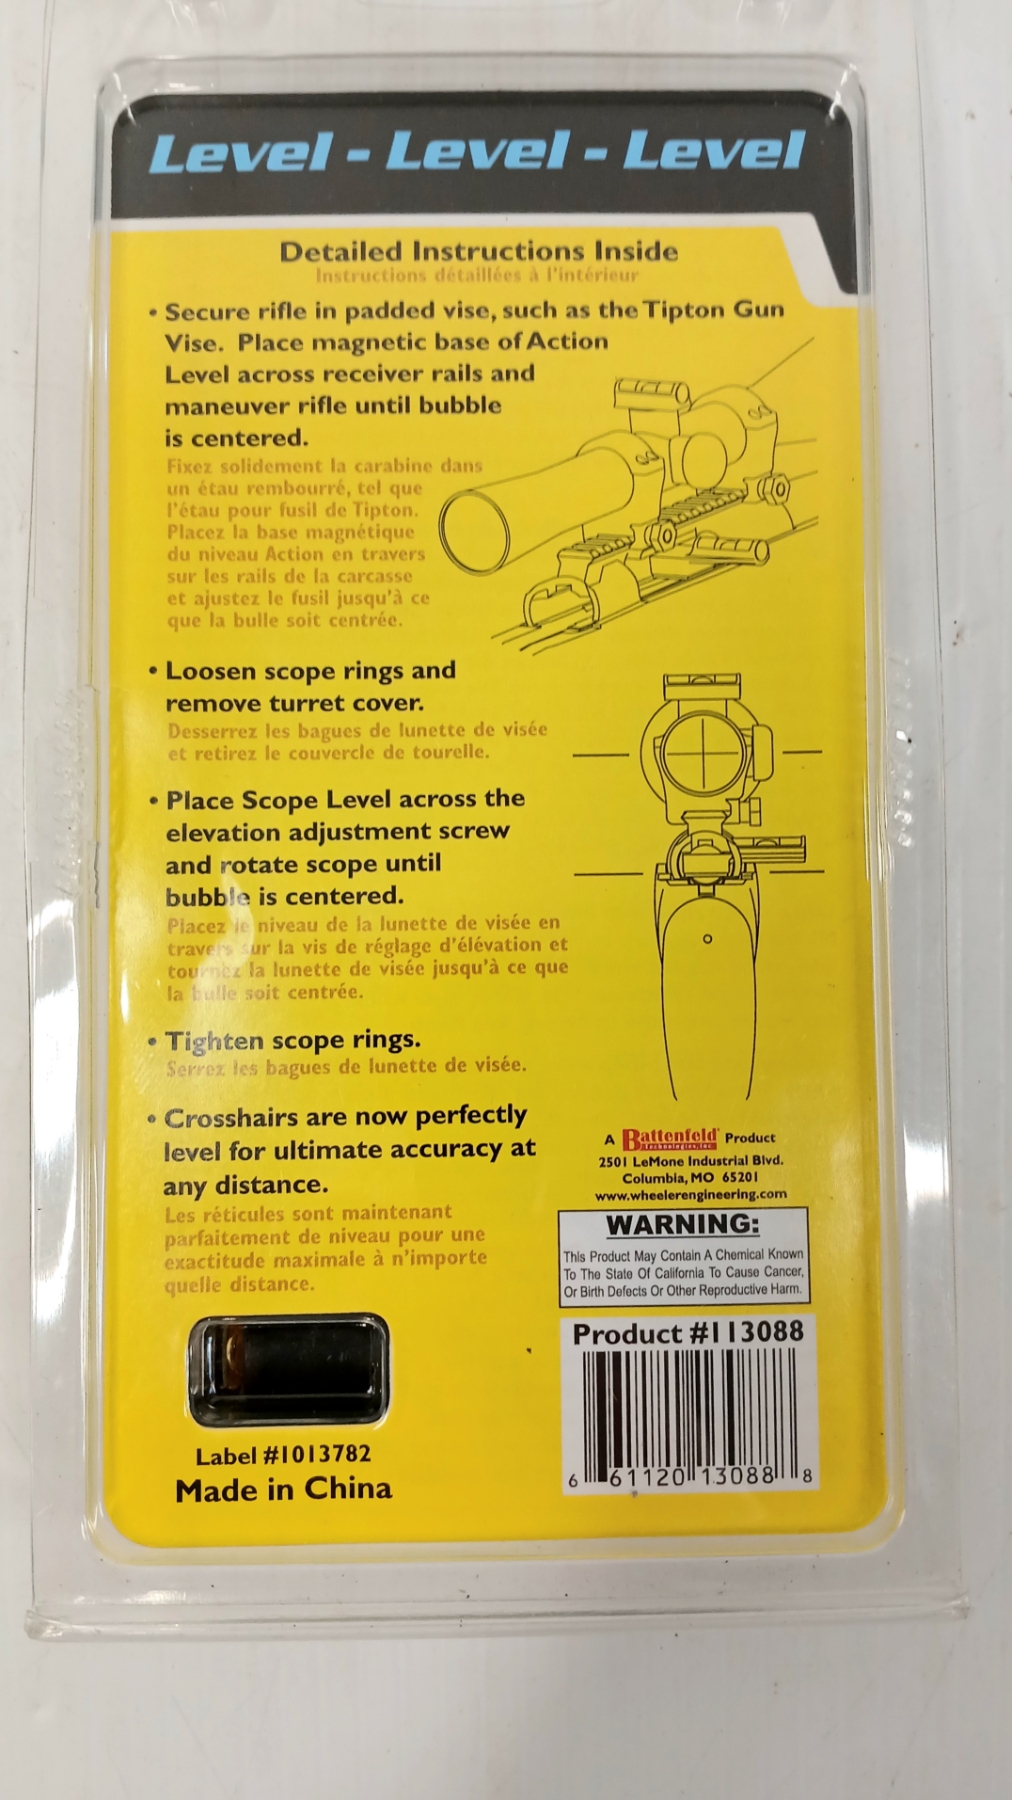 Level - Level - Level
Detailed Instructions Inside
Instructions détaillées à l'intérieur
• Secure rifle in padded vise, such as the Tipton Gun
Vise. Place magnetic base of Action
Level across receiver rails and
maneuver rifle until bubble
is centered.
Fixez solidement la carabine dans
un étau rembourré, tel que
l'étau pour fusil de Tipton.
Placez la base magnétique
du niveau Action en travers
sur les rails de la carcasse
et ajustez le fusil jusqu'à ce
que la bulle soit centrée.
• Loosen scope rings and
remove turret cover.
Desserrez les bagues de lunette de visée
et retirez le couvercle de tourelle.
• Place Scope Level across the
elevation adjustment screw
and rotate scope until
bubble is centered.
Placez le niveau de la lunette de visée en
travers sur la vis de réglage d'élévation et
tournez la lunette de visée jusqu'à ce que
la bulle soit centrée.
• Tighten scope rings.
Serrez les bagues de lunette de visée.
• Crosshairs are now perfectly
level for ultimate accuracy at
any distance.
Les réticules sont maintenant
parfaitement de niveau pour une
exactitude maximale à n'importe
quelle distance.
Label #1013782
Made in China
A Battenfeld Product
Technologies, Inc.
2501 LeMone Industrial Blvd.
Columbia, MO 65201
www.wheelerengineering.com
WARNING:
This Product May Contain A Chemical Known
To The State Of California To Cause Cancer,
Or Birth Defects Or Other Reproductive Harm.
Product #113088
6 61120 13088 8